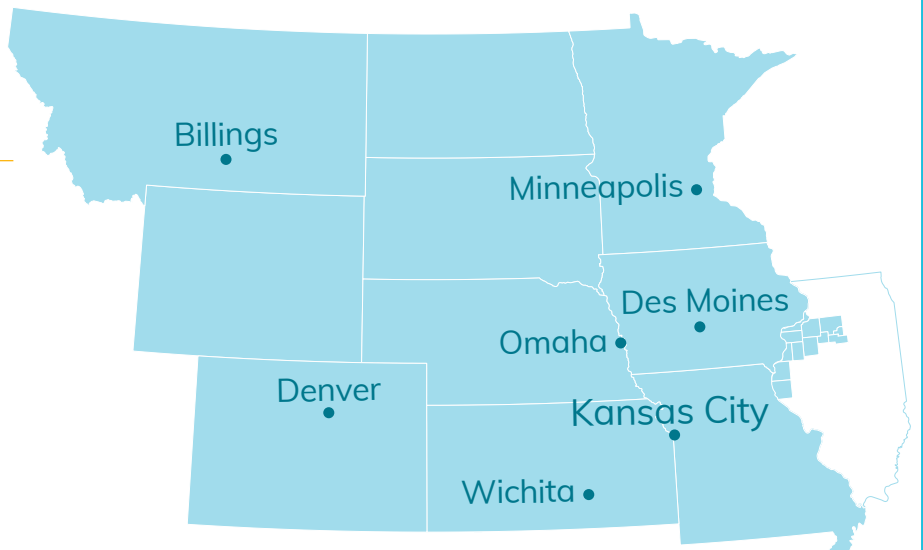 Billings
Minneapolis
Des Moines
Omaha
Denver
Kansas City
Wichita